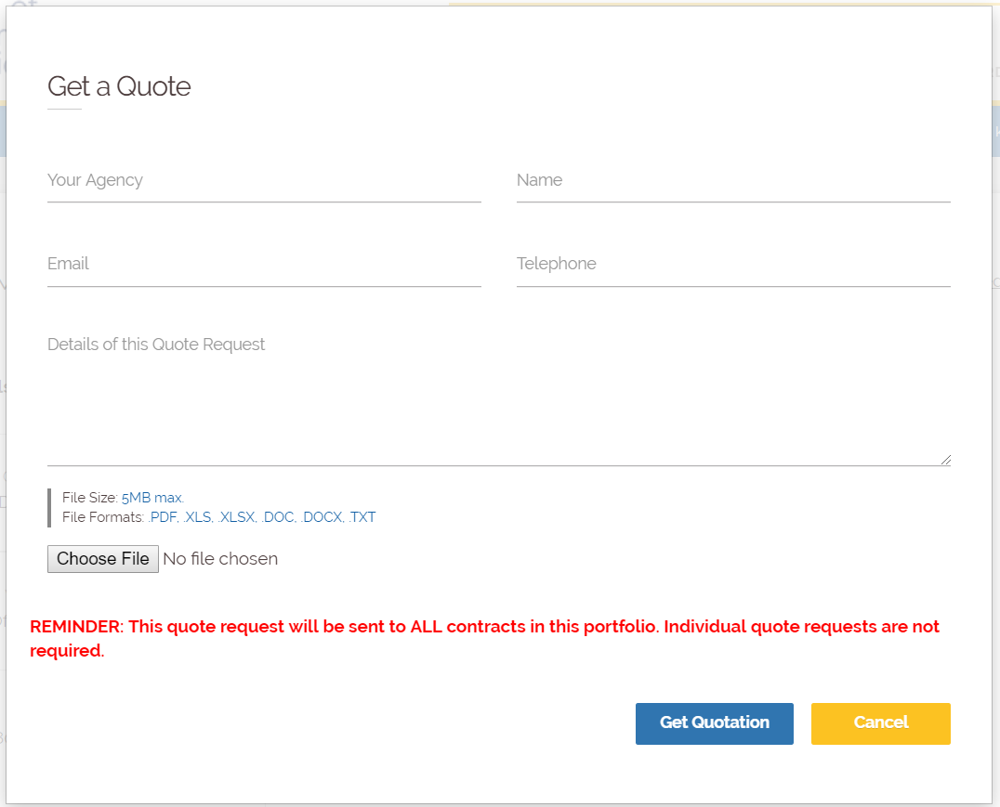 Get a Quote
Your Agency
Name
Email
Telephone
Details of this Quote Request
File Size: 5MB max.
File Formats: .PDF, .XLS, .XLSX, .DOC, .DOCX, .TXT
Choose File No file chosen
REMINDER: This quote request will be sent to ALL contracts in this portfolio. Individual quote requests are not
required.
Get Quotation
Cancel